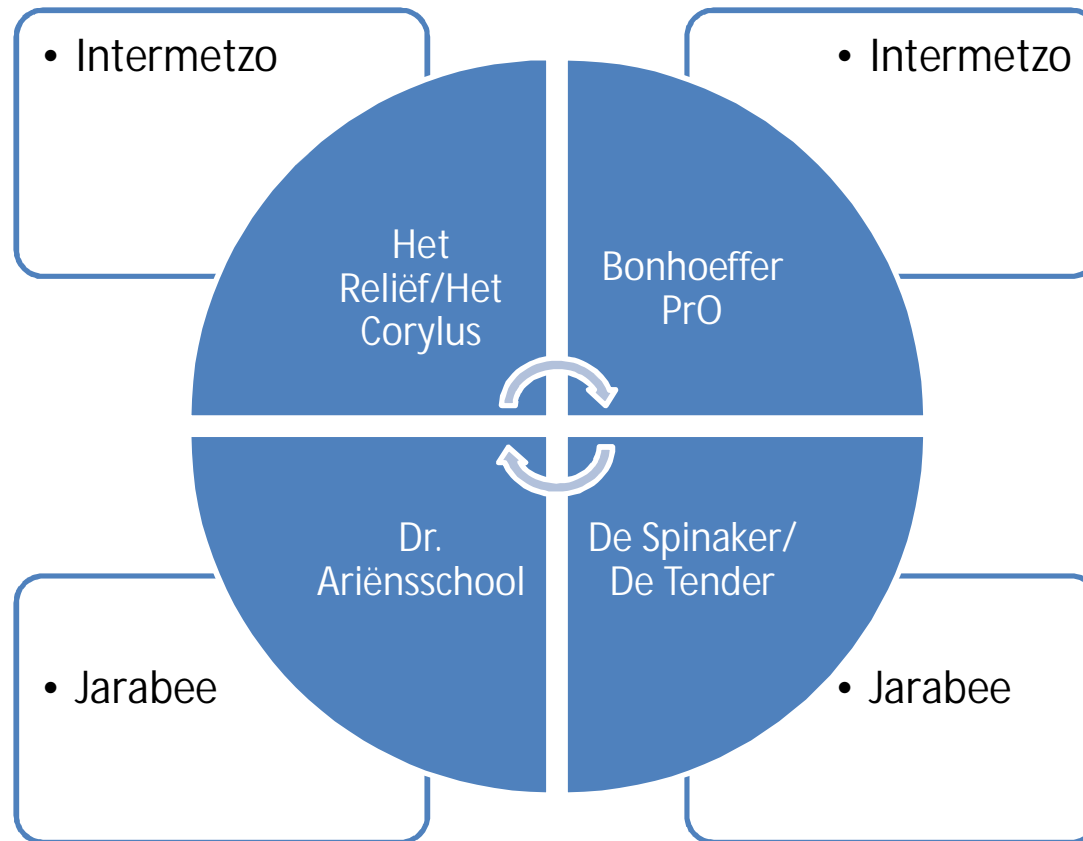 • Intermetzo
• Intermetzo
Het
Reliëf/Het
Corylus
Bonhoeffer
PrO
Dr.
Ariënsschool
De Spinaker/
De Tender
• Jarabee
• Jarabee